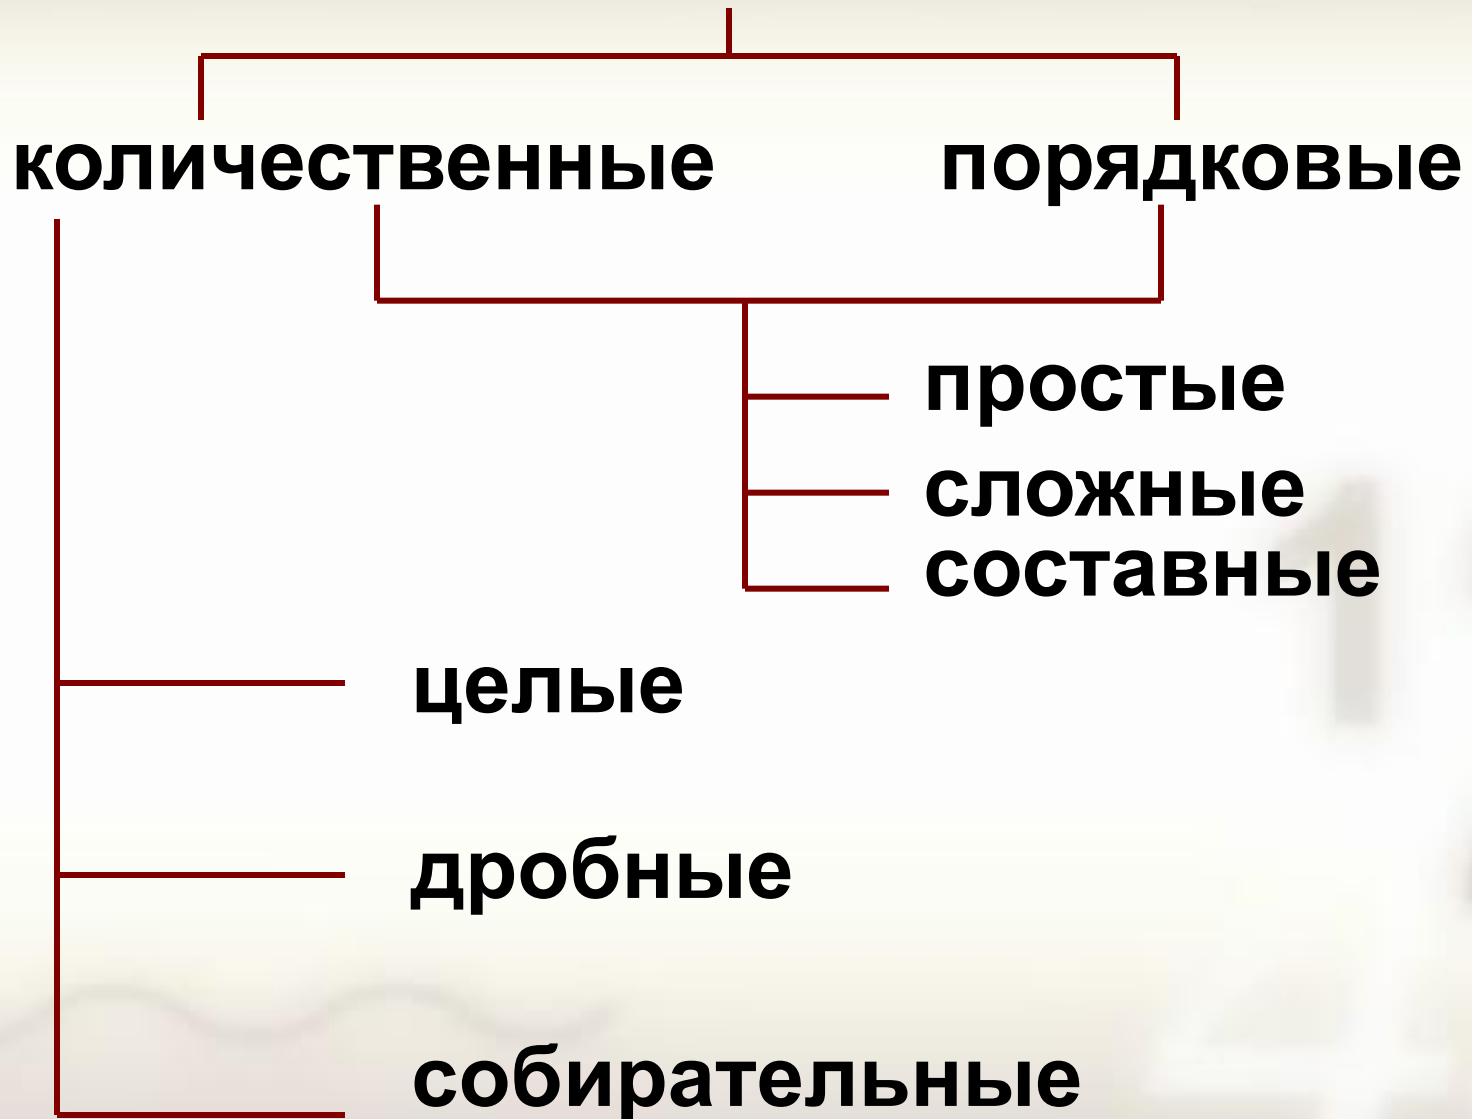 количественные порядковые
простые
сложные
составные
целые
дробные
собирательные